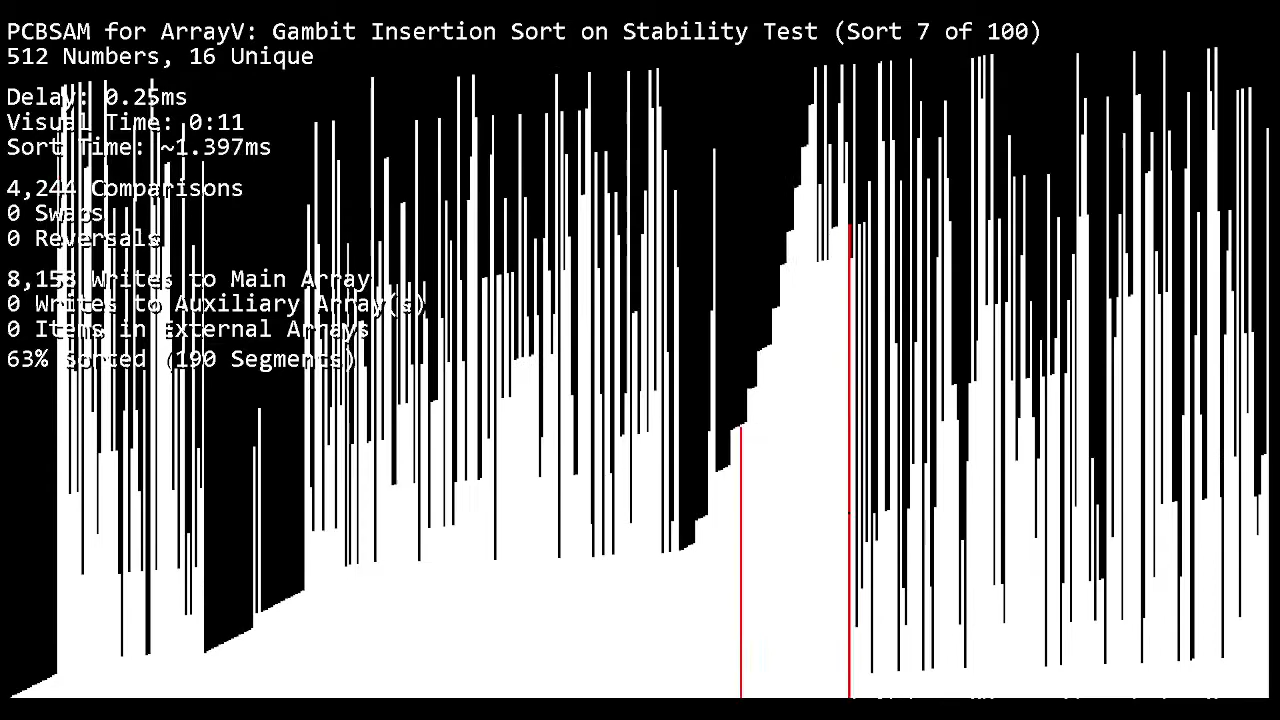 PCBSAM for ArrayV: Gambit Insertion Sort on Stability Test (Sort 7 of 100)
512 Numbers, 16 Unique
Delay: 0.25ms
Visual Time: 0:11
Sort Time: ~1.397ms
4,244 Comparisons
0 Swaps
0 Reversals
8,158 Writes to Main Array
0 Writes to Auxiliary Array(s)
0 Items in External Arrays
63% Sorted (190 Segments)